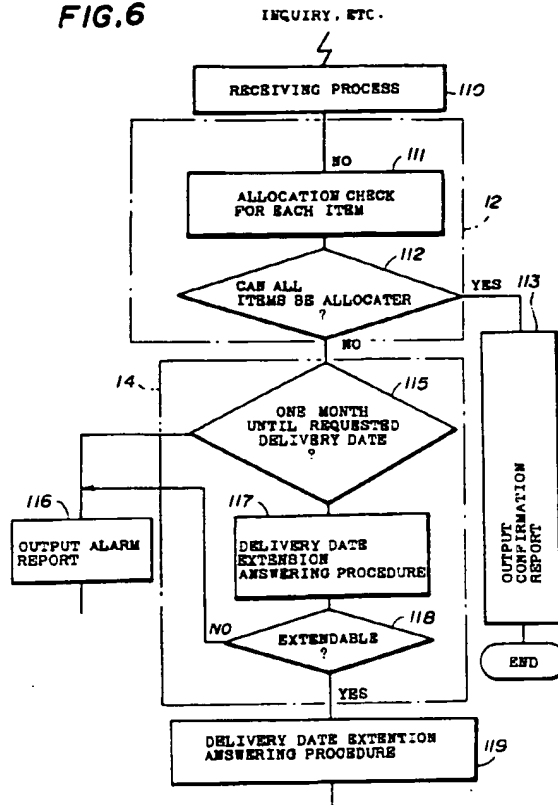 FIG.6
INQUIRY, ETC.
RECEIVING PROCESS
110
NO
111
ALLOCATION CHECK
FOR EACH ITEM
12
112
CAN ALL
ITEMS BE ALLOCATER
?
YES
113
NO
OUTPUT
CONFIRMATION
REPORT
END
14
115
ONE MONTH
UNTIL REQUESTED
DELIVERY DATE
?
116
OUTPUT ALARM
REPORT
117
DELIVERY DATE
EXTENSION
ANSWERING PROCEDURE
118
NO
EXTENDABLE
?
YES
DELIVERY DATE EXTENTION
ANSWERING PROCEDURE
119